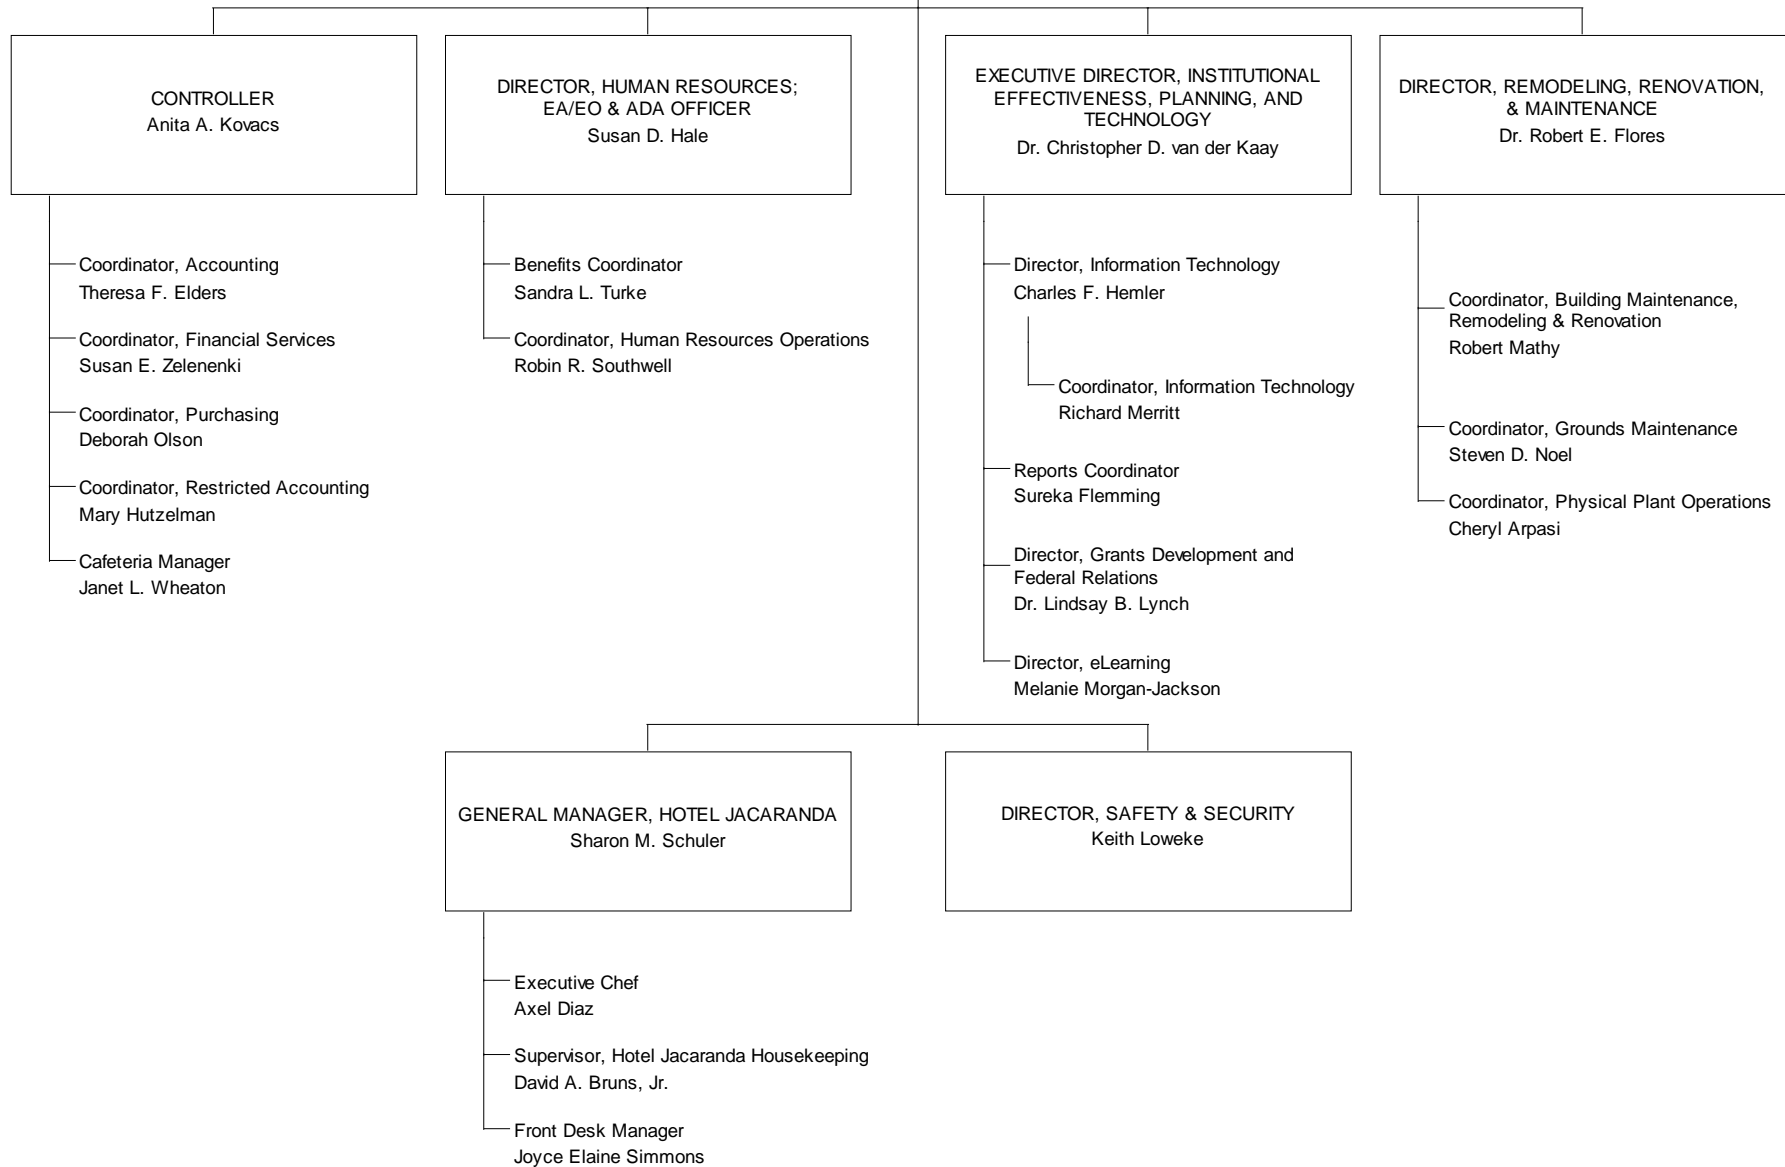 CONTROLLER
Anita A. Kovacs
Coordinator, Accounting
Theresa F. Elders
Coordinator, Financial Services
Susan E. Zelenenki
Coordinator, Purchasing
Deborah Olson
Coordinator, Restricted Accounting
Mary Hutzelman
Cafeteria Manager
Janet L. Wheaton
DIRECTOR, HUMAN RESOURCES;
EA/EO & ADA OFFICER
Susan D. Hale
Benefits Coordinator
Sandra L. Turke
Coordinator, Human Resources Operations
Robin R. Southwell
EXECUTIVE DIRECTOR, INSTITUTIONAL
EFFECTIVENESS, PLANNING, AND
TECHNOLOGY
Dr. Christopher D. van der Kaay
Director, Information Technology
Charles F. Hemler
Coordinator, Information Technology
Richard Merritt
Reports Coordinator
Sureka Flemming
Director, Grants Development and
Federal Relations
Dr. Lindsay B. Lynch
Director, eLearning
Melanie Morgan-Jackson
DIRECTOR, REMODELING, RENOVATION,
& MAINTENANCE
Dr. Robert E. Flores
Coordinator, Building Maintenance,
Remodeling & Renovation
Robert Mathy
Coordinator, Grounds Maintenance
Steven D. Noel
Coordinator, Physical Plant Operations
Cheryl Arpasi
GENERAL MANAGER, HOTEL JACARANDA
Sharon M. Schuler
Executive Chef
Axel Diaz
Supervisor, Hotel Jacaranda Housekeeping
David A. Bruns, Jr.
Front Desk Manager
Joyce Elaine Simmons
DIRECTOR, SAFETY & SECURITY
Keith Loweke